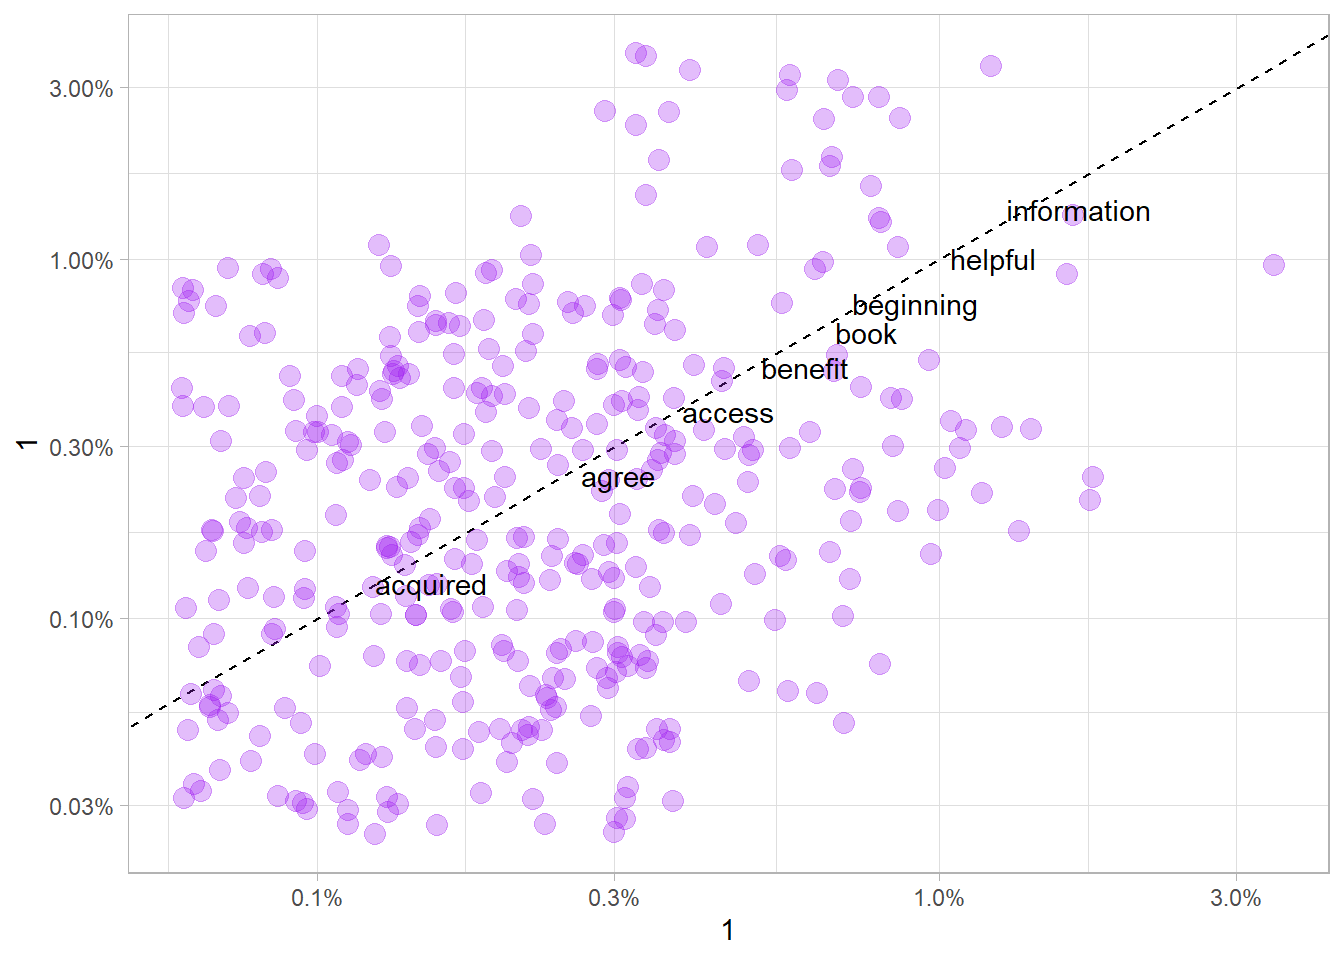 3.00%
1.00%
0.30%
0.10%
0.03%
1
information
helpful
beginning
book
benefit
access
agree
acquired
0.1% 0.3% 1.0% 3.0%
1